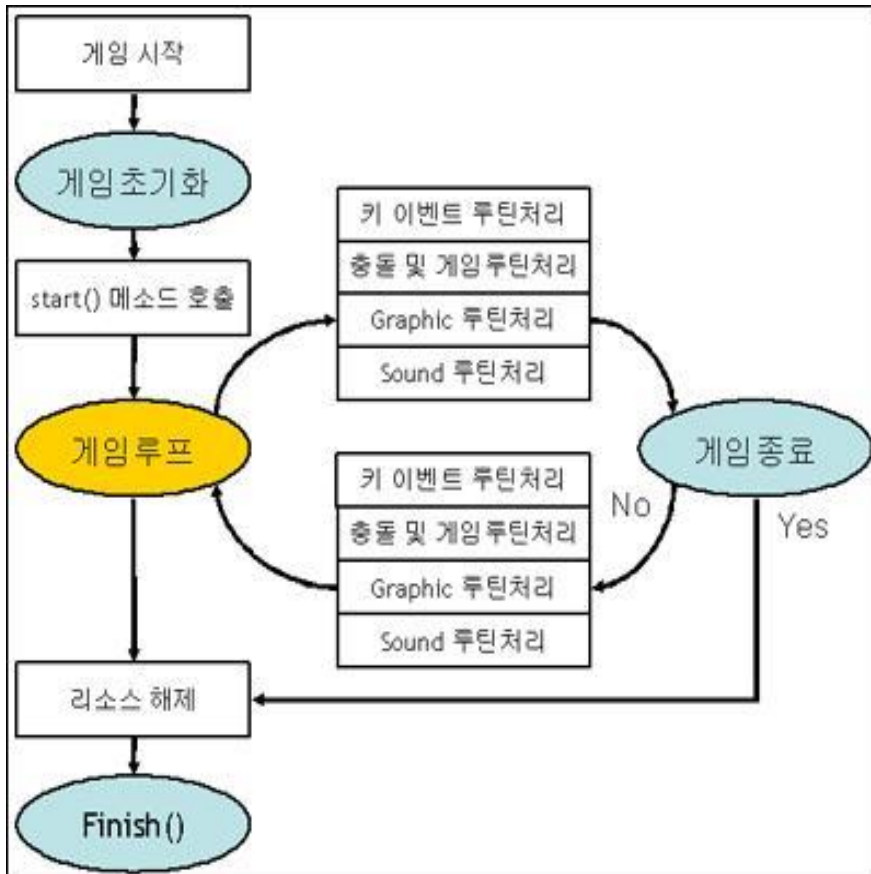 게임 시작
게임초기화
start() 메소드 호출
게임루프
키 이벤트 루틴처리
충돌 및 게임루틴처리
Graphic 루틴처리
Sound 루틴처리
게임종료
No
Yes
키 이벤트 루틴처리
충돌 및 게임루틴처리
Graphic 루틴처리
Sound 루틴처리
리소스 해제
Finish()